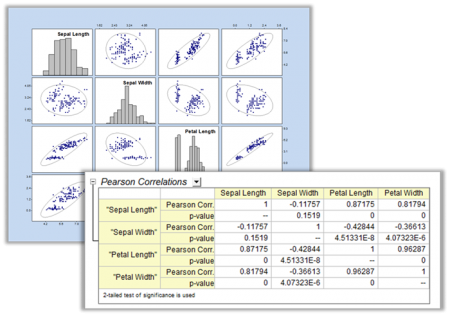 Sepal Length
Sepal Width
Petal Length
Pearson Correlations
Sepal Length Sepal Width Petal Length Petal Width
"Sepal Length" Pearson Corr. 1 -0.11757 0.87175 0.81794
p-value -- 0.1519 0 0
"Sepal Width" Pearson Corr. -0.11757 1 -0.42844 -0.36613
p-value 0.1519 -- 4.51331E-8 4.07323E-6
"Petal Length" Pearson Corr. 0.87175 -0.42844 1 0.96287
p-value 0 4.51331E-8 -- 0
"Petal Width" Pearson Corr. 0.81794 -0.36613 0.96287 1
p-value 0 4.07323E-6 0 --
2-tailed test of significance is used